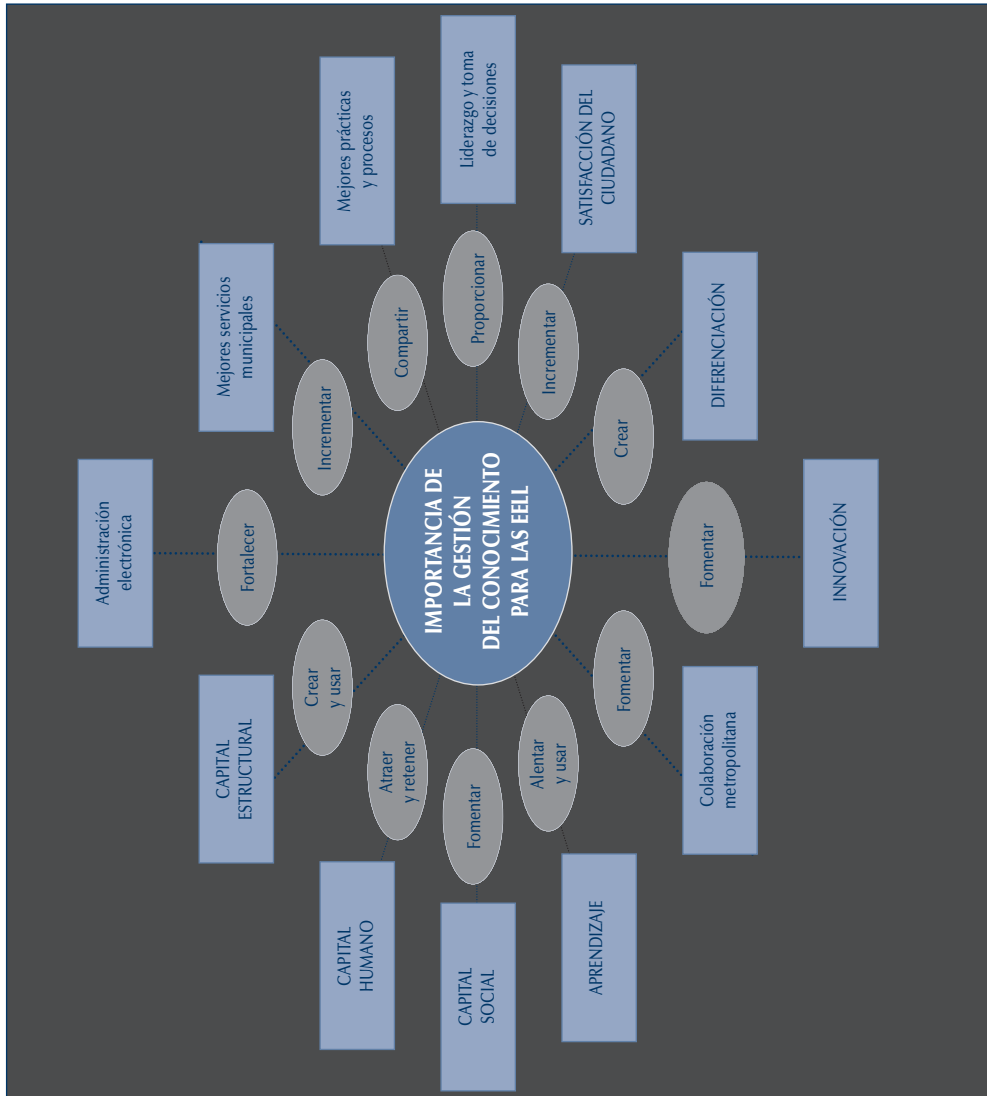 IMPORTANCIA DE
LA GESTIÓN
DEL CONOCIMIENTO
PARA LAS EELL
Fortalecer
Administración
electrónica
Incrementar
Mejores servicios
municipales
Compartir
Mejores prácticas
y procesos
Proporcionar
Liderazgo y toma
de decisiones
Incrementar
SATISFACCIÓN DEL
CIUDADANO
Crear
DIFERENCIACIÓN
Fomentar
INNOVACIÓN
Fomentar
Colaboración
metropolitana
Alentar
y usar
APRENDIZAJE
Fomentar
CAPITAL
SOCIAL
Atraer
y retener
CAPITAL
HUMANO
Crear
y usar
CAPITAL
ESTRUCTURAL